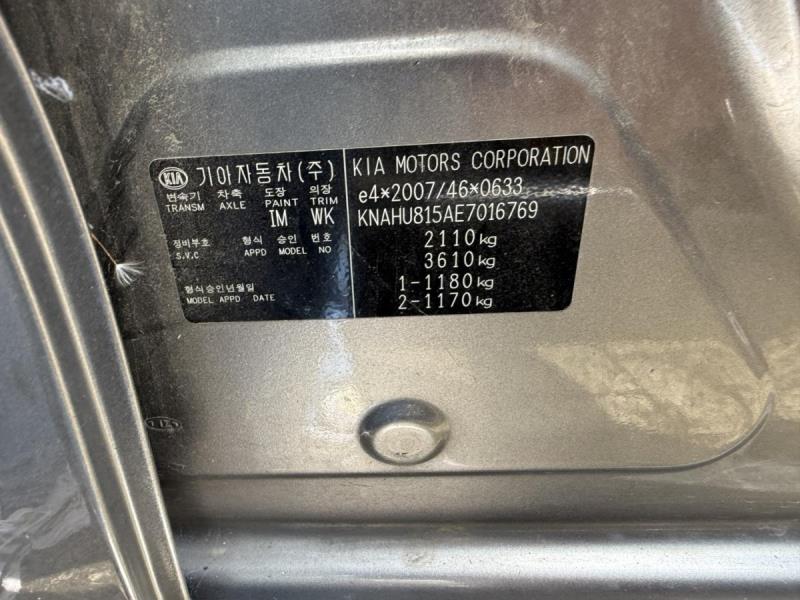 KIA 기아자동차(주)
변속기 차축 도장 의장
TRANSM AXLE PAINT TRIM
IM WK
정비부호 형식 승인 번호
S.V.C APPD MODEL NO
형식승인년월일
MODEL APPD DATE
KIA MOTORS CORPORATION
e4*2007/46*0633
KNAHU815AE7016769
2110kg
3610kg
1-1180kg
2-1170kg